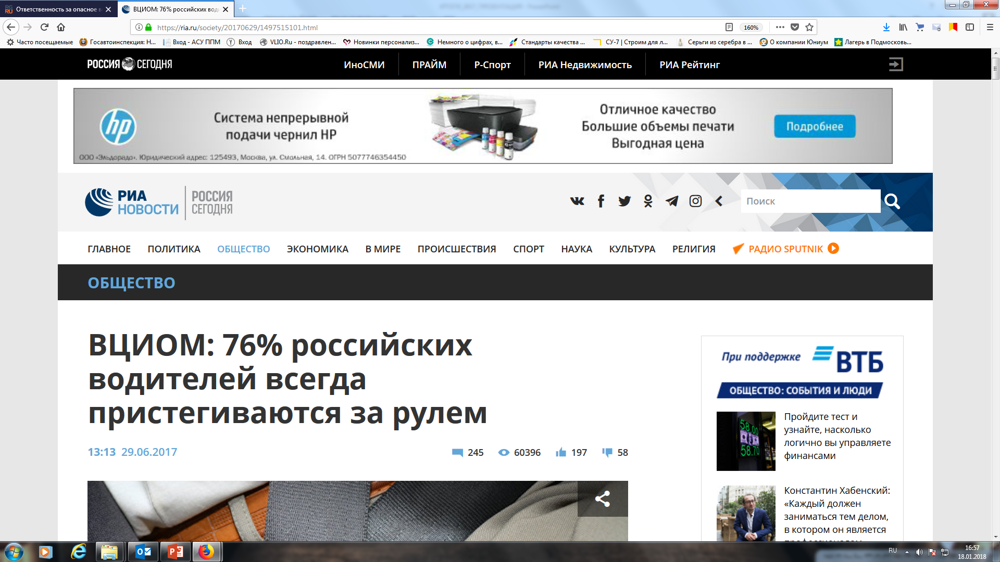 Ответственность за опасное в
ВЦИОМ: 76% российских води
https://ria.ru/society/20170629/1497515101.html
160%
Часто посещаемые
Госавтоинспекция: Н...
Вход - АСУ ППМ
Вход
VLIO.Ru - поздравлен...
Новинки персонализ...
Немного о цифрах, в...
Стандарты качества ...
СУ-7 | Строим для л...
Серьги из серебра в ...
О компании Юниум
Лагерь в Подмосковь...
РОССИЯ СЕГОДНЯ
ИноСМИ
ПРАЙМ
Р-Спорт
РИА Недвижимость
РИА Рейтинг
hp
Система непрерывной
подачи чернил HP
ООО «Эльдорадо». Юридический адрес: 125493, Москва, ул. Смольная, 14. ОГРН 5077746354450
Отличное качество
Большие объемы печати
Выгодная цена
Подробнее
РИА
НОВОСТИ
РОССИЯ
СЕГОДНЯ
Поиск
ГЛАВНОЕ
ПОЛИТИКА
ОБЩЕСТВО
ЭКОНОМИКА
В МИРЕ
ПРОИСШЕСТВИЯ
СПОРТ
НАУКА
КУЛЬТУРА
РЕЛИГИЯ
РАДИО SPUTNIK
ОБЩЕСТВО
ВЦИОМ: 76% российских
водителей всегда
пристегиваются за рулем
13:13 29.06.2017
245
60396
197
58
При поддержке ВТБ
ОБЩЕСТВО: СОБЫТИЯ И ЛЮДИ
58.00
58.70
Пройдите тест и
узнайте, насколько
логично вы управляете
финансами
Константин Хабенский:
«Каждый должен
заниматься тем делом,
в котором он является
RU
16:57
18.01.2018